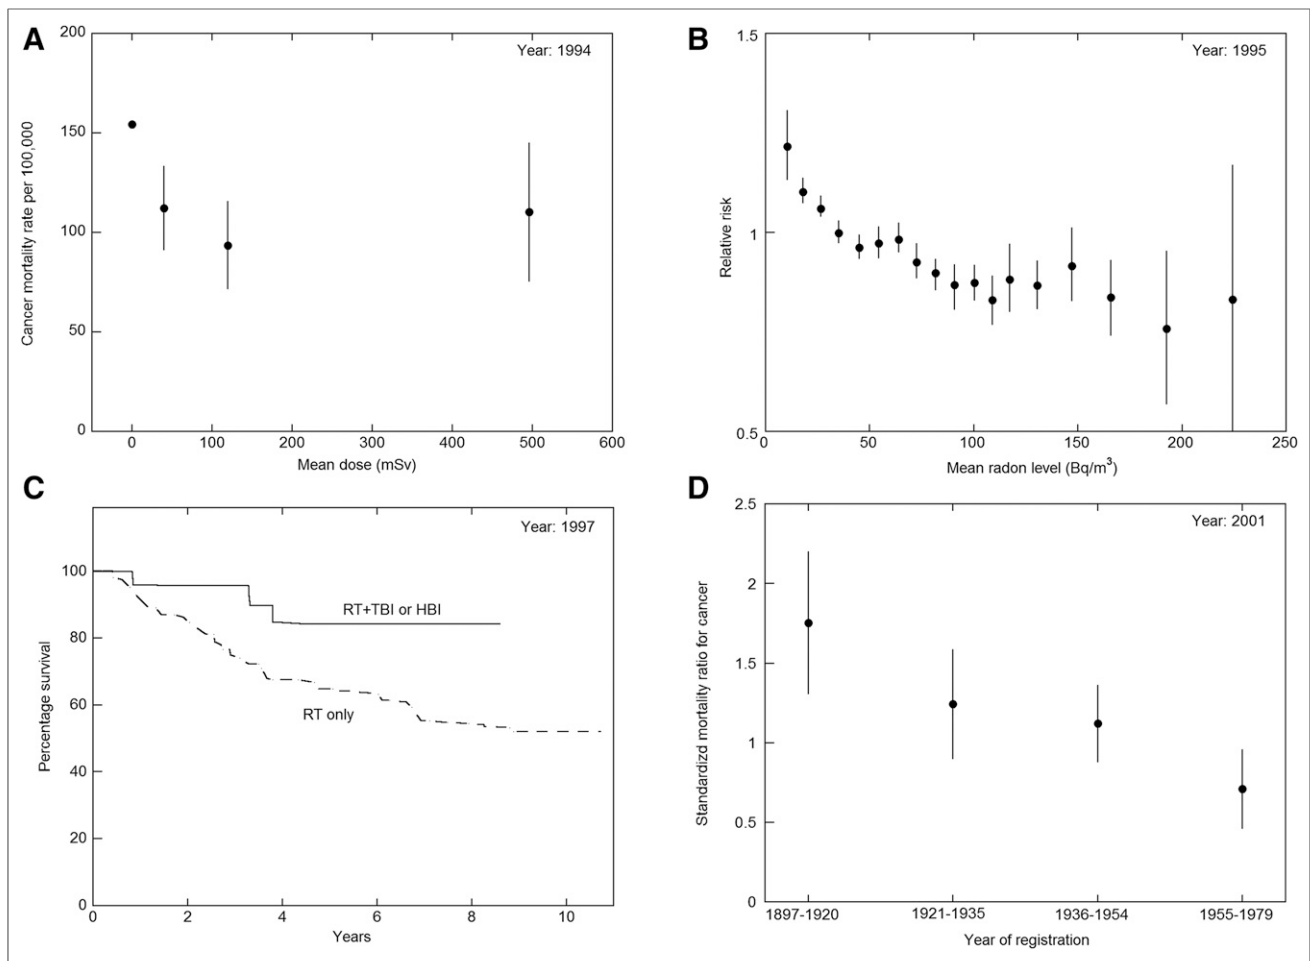 A
Year: 1994
200
150
100
50
0
Cancer mortality rate per 100,000
0 100 200 300 400 500 600
Mean dose (mSv)
B
Year: 1995
1.5
1
0.5
Relative risk
0 50 100 150 200 250
Mean radon level (Bq/m³)
C
Year: 1997
100
80
60
40
20
0
Percentage survival
RT+TBI or HBI
RT only
0 2 4 6 8 10
Years
D
Year: 2001
2.5
2
1.5
1
0.5
0
Standardizd mortality ratio for cancer
1897-1920 1921-1935 1936-1954 1955-1979
Year of registration